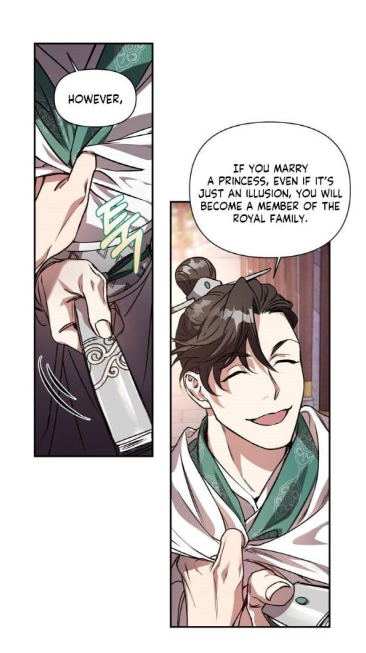 HOWEVER,
IF YOU MARRY
A PRINCESS, EVEN IF IT'S
JUST AN ILLUSION, YOU WILL
BECOME A MEMBER OF THE
ROYAL FAMILY.